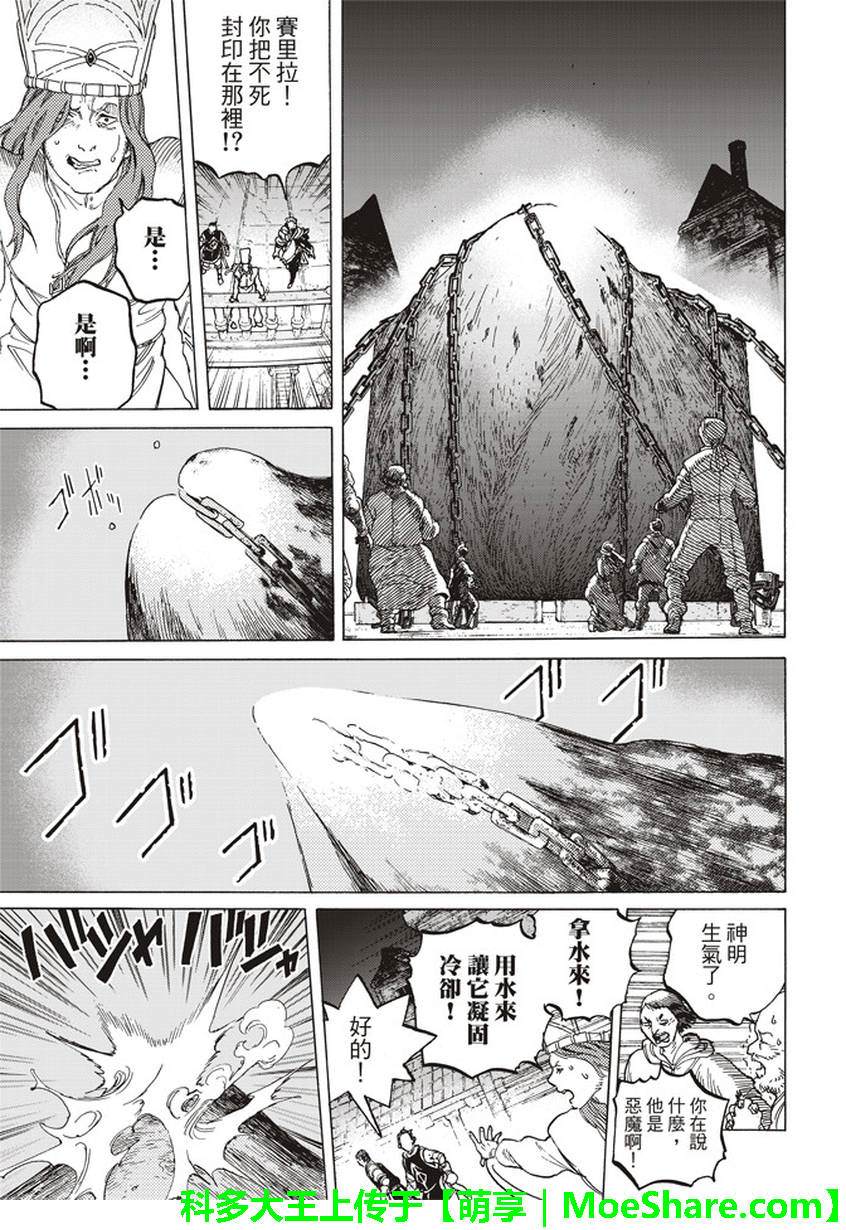 賽里拉！
你把不死
封印在那裡!?
是…
是啊…
ゴボッ
ゴ
ゴゴ
ゴゴ
神明
生氣了。
你在說
什麼，
他是
惡魔啊！
拿水來！
用水來
讓它凝固
冷卻！
好的！
バシャ
バシャッ
科多大王上传于【萌享｜MoeShare.com】